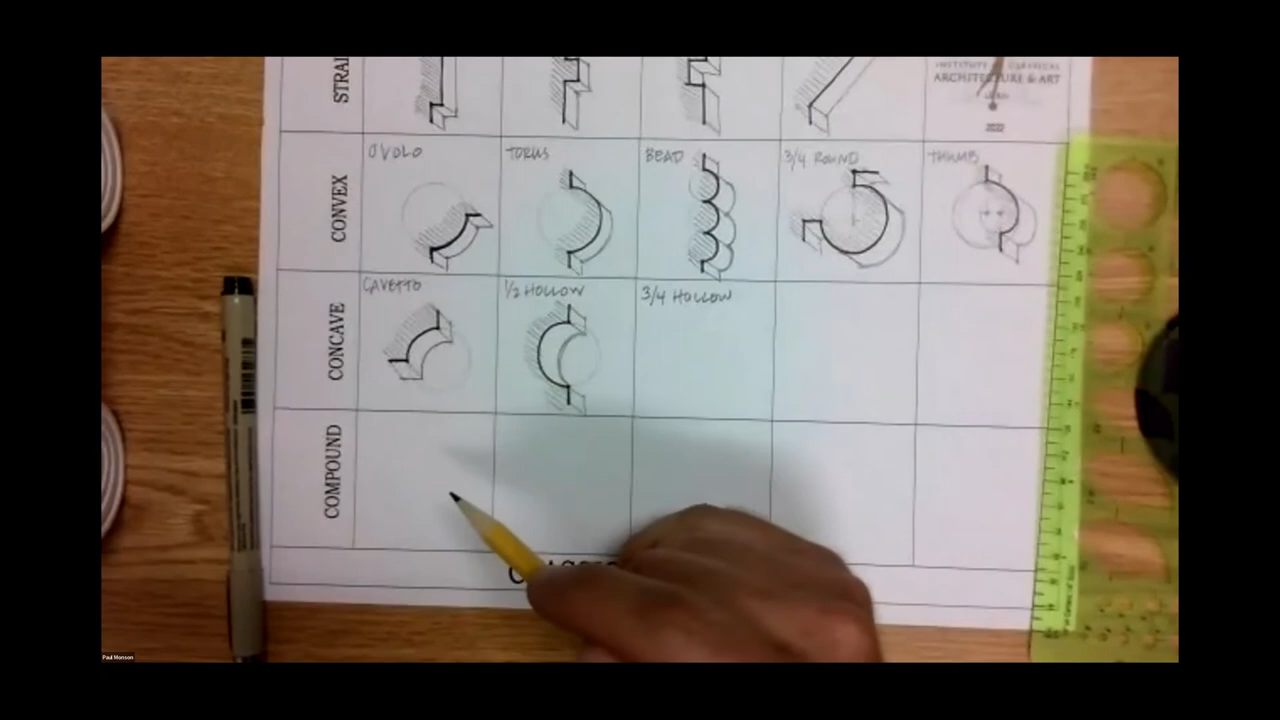 INSTITUTE CLASSICAL
ARCHITECTURE & ART
STRAI
CONVEX
OVOLO
TORUS
BEAD
3/4 ROUND
THUMB
CONCAVE
CAVETTO
1/2 HOLLOW
3/4 HOLLOW
COMPOUND
Paul Monson